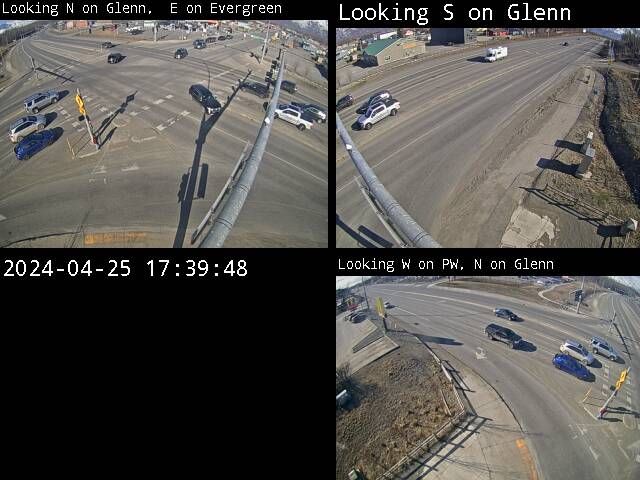 Looking N on Glenn,  E on Evergreen
Looking S on Glenn
2024-04-25 17:39:48
Looking W on PW, N on Glenn